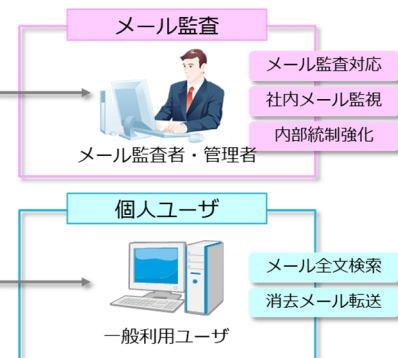 メール監査
メール監査対応
社内メール監視
内部統制強化
メール監査者・管理者
個人ユーザ
メール全文検索
消去メール転送
一般利用ユーザ